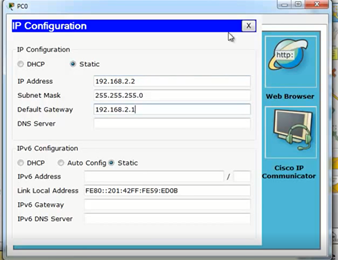 PC0
IP Configuration
X
IP Configuration
DHCP
Static
IP Address
192.168.2.2
Subnet Mask
255.255.255.0
Default Gateway
192.168.2.1
DNS Server
IPv6 Configuration
DHCP
Auto Config
Static
IPv6 Address
/
Link Local Address
FE80::201:42FF:FE59:ED0B
IPv6 Gateway
IPv6 DNS Server
http:
Web Browser
Cisco IP
Communicator